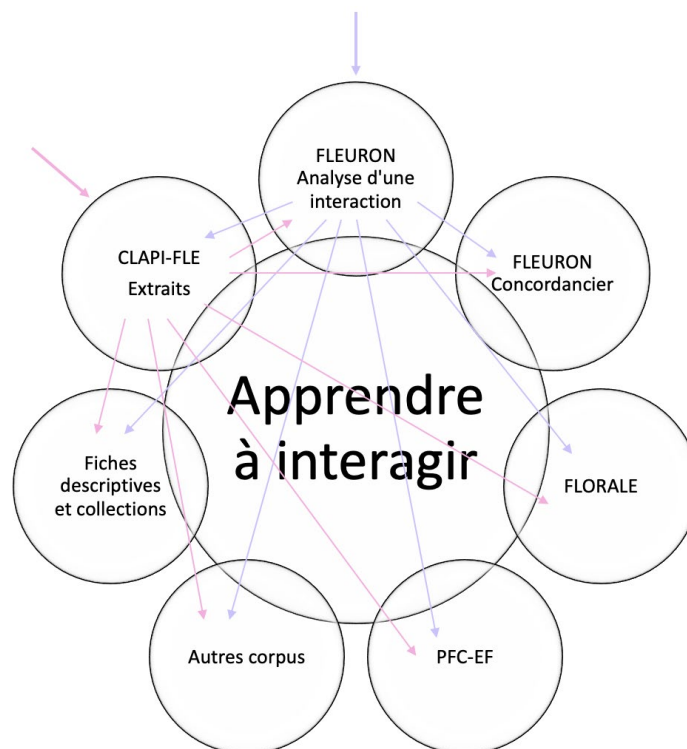 FLEURON
Analyse d'une
interaction
CLAPI-FLE
Extraits
FLEURON
Concordancier
Apprendre
à interagir
Fiches
descriptives
et collections
FLORALE
Autres corpus
PFC-EF